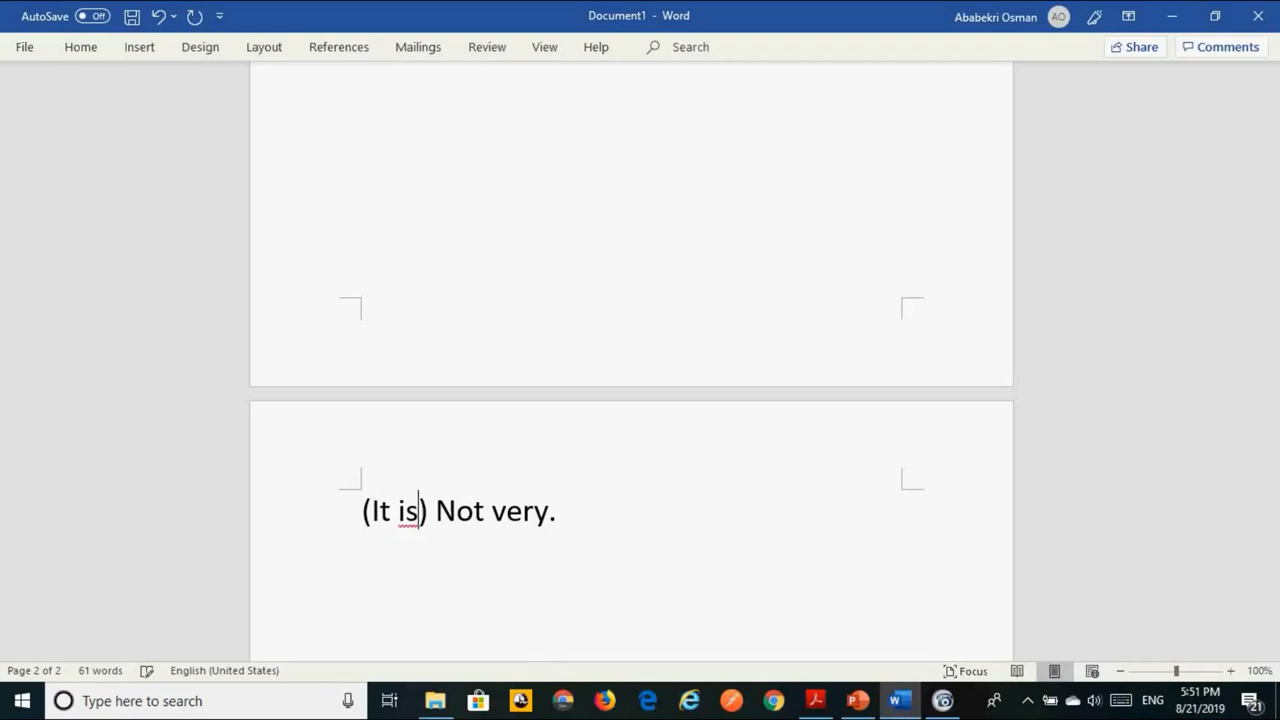 AutoSave Off Document1 - Word Ababekri Osman AO
File Home Insert Design Layout References Mailings Review View Help Search Share Comments
(It is) Not very.
Page 2 of 2 61 words English (United States) Focus 100%
Type here to search ENG 5:51 PM
8/21/2019 21